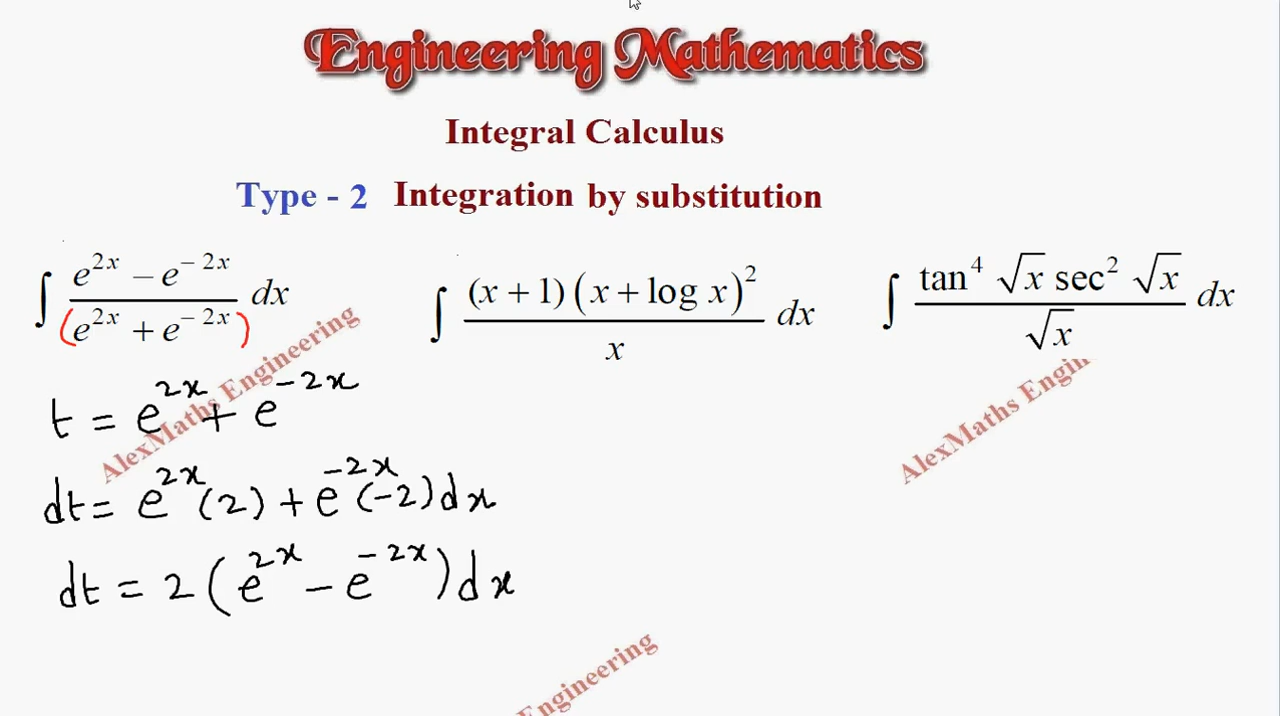 Engineering Mathematics
Integral Calculus
Type - 2 Integration by substitution
∫ (e^{2x} − e^{−2x}) / (e^{2x} + e^{−2x}) dx
∫ (x + 1)(x + log x)^2 / x dx
∫ tan^4 √x sec^2 √x / √x dx
t = e^{2x} + e^{−2x}
dt = e^{2x}(2) + e^{−2x}(−2)dx
dt = 2(e^{2x} − e^{−2x})dx
AlexMaths Engineering
AlexMaths Engin
Engineering